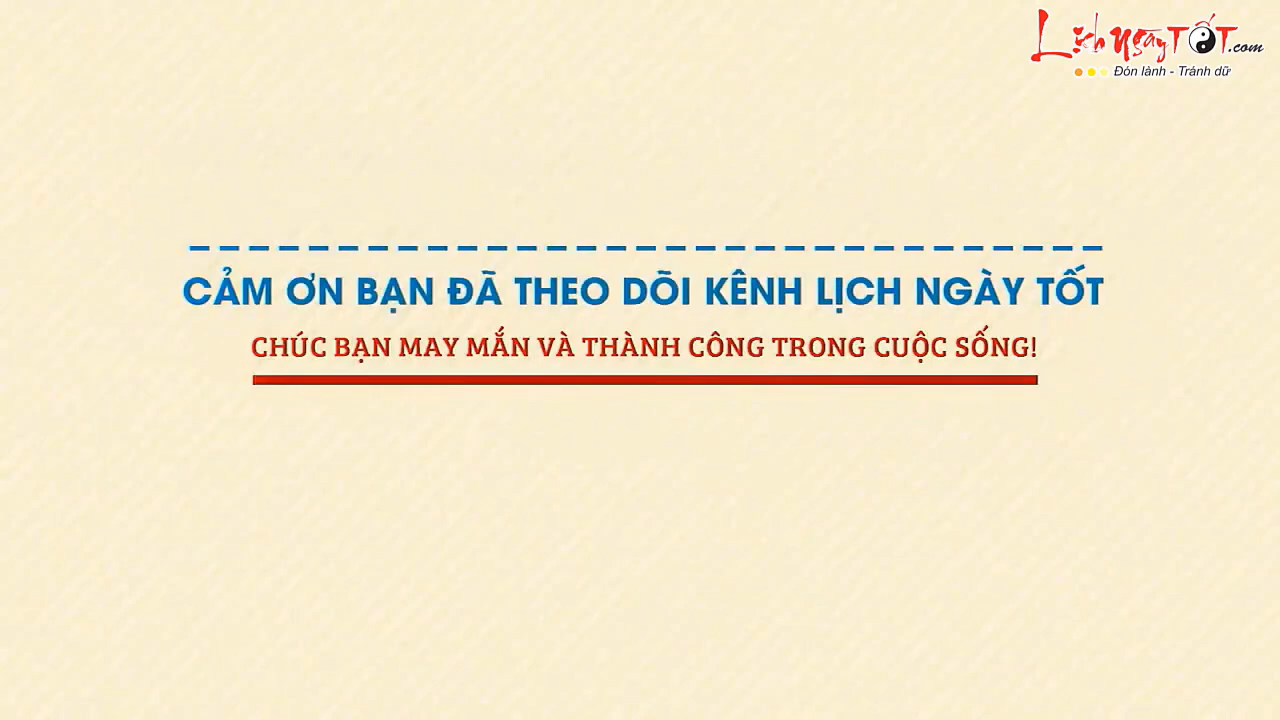 LịchNgàyTỐT.com
Đón lành - Tránh dữ
CẢM ƠN BẠN ĐÃ THEO DÕI KÊNH LỊCH NGÀY TỐT
CHÚC BẠN MAY MẮN VÀ THÀNH CÔNG TRONG CUỘC SỐNG!